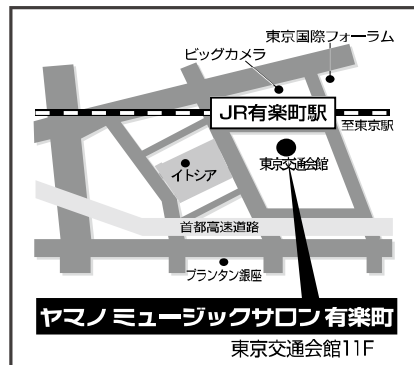 東京国際フォーラム
ビッグカメラ
JR有楽町駅
至東京駅
東京交通会館
イトシア
首都高速道路
プランタン銀座
ヤマノミュージックサロン有楽町
東京交通会館11F